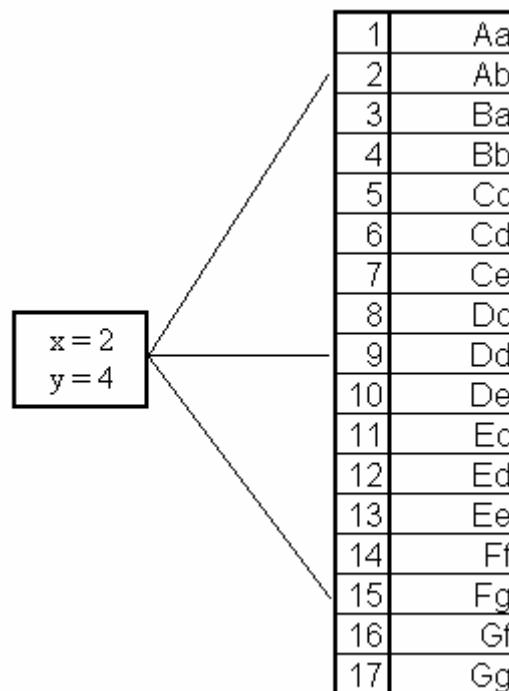 x = 2
y = 4
1 Aa
2 Ab
3 Ba
4 Bb
5 Cc
6 Cd
7 Ce
8 Dc
9 Dd
10 De
11 Ec
12 Ed
13 Ee
14 Ff
15 Fg
16 Gf
17 Gg